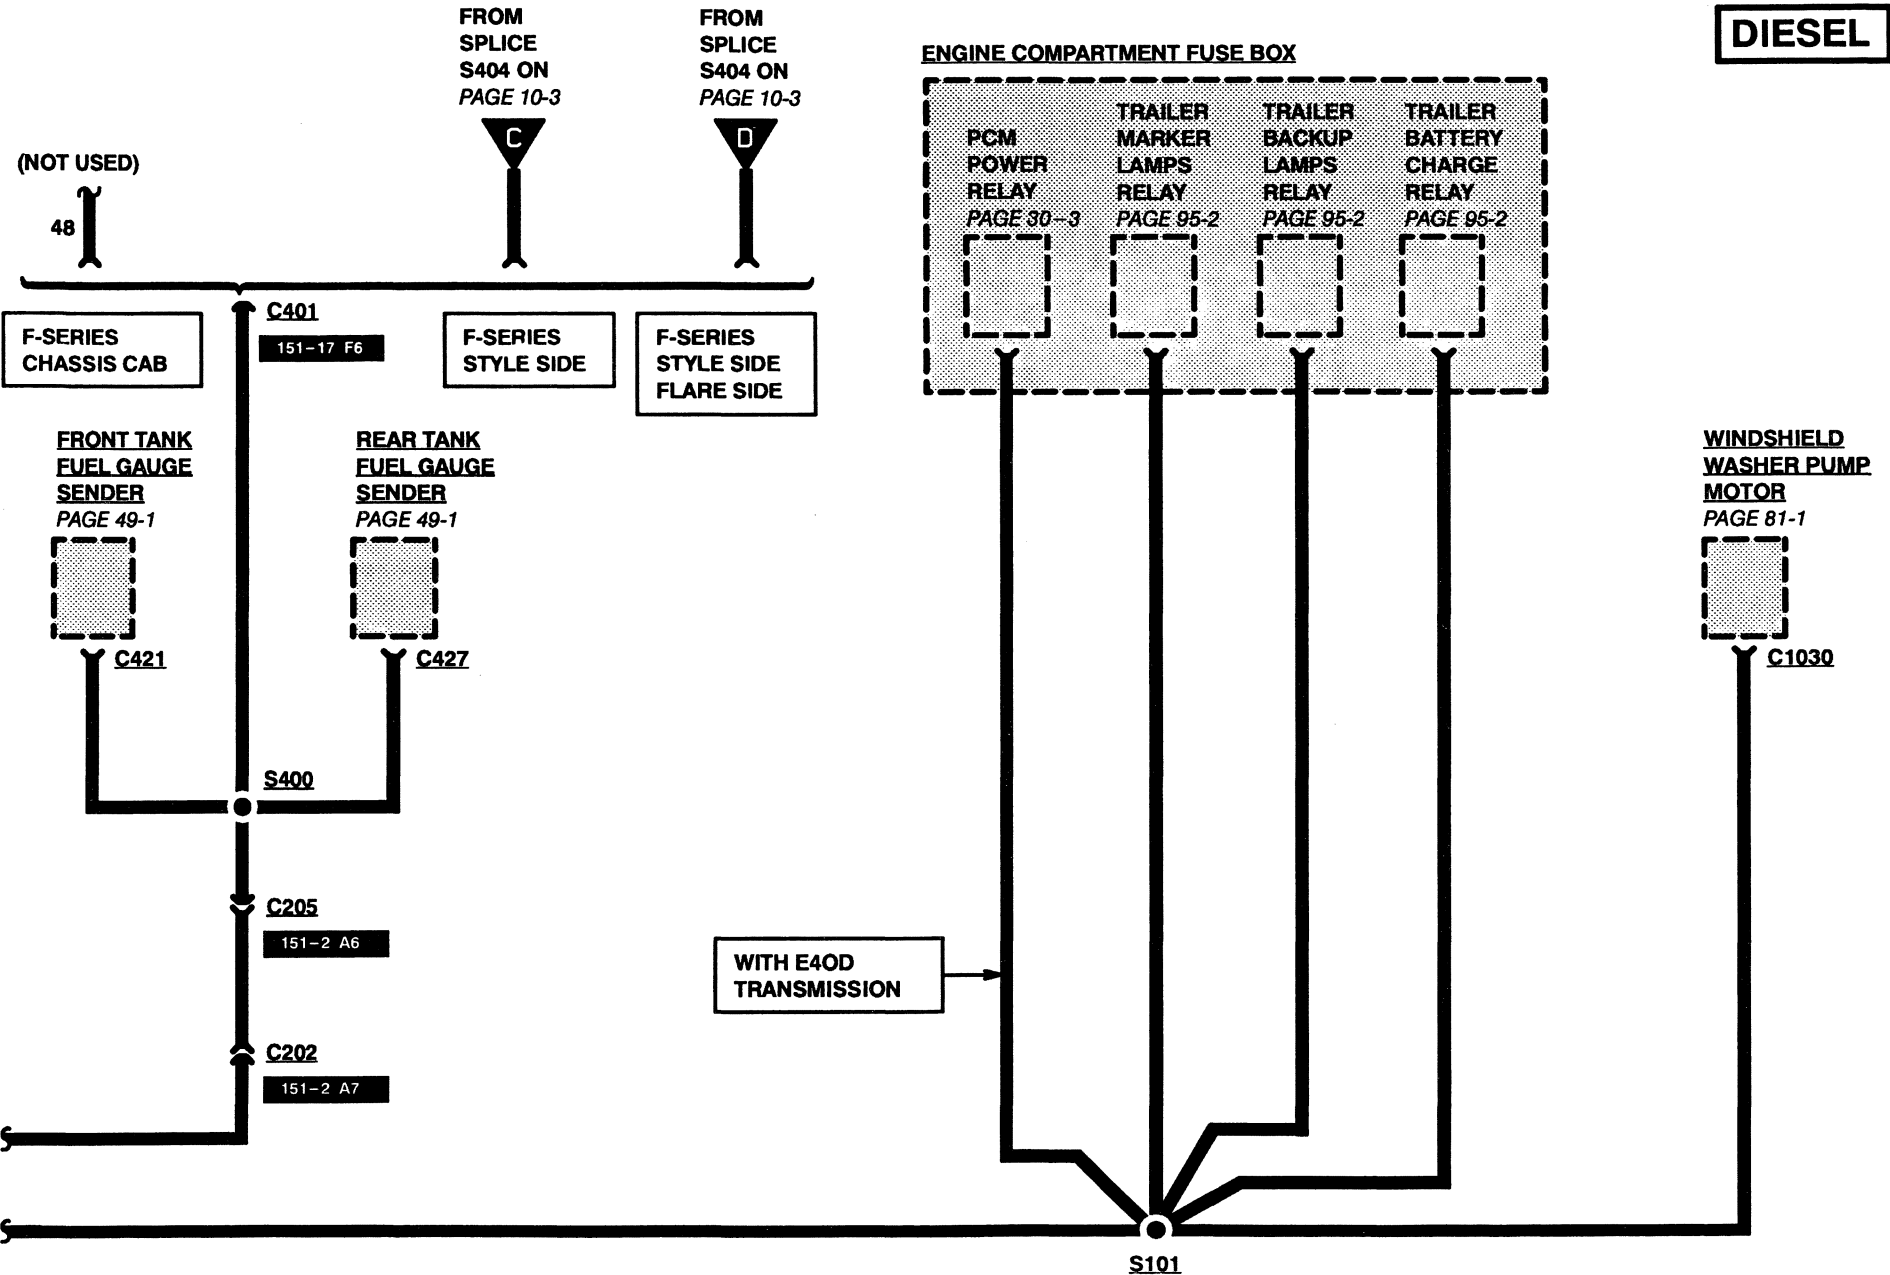 FROM
SPLICE
S404 ON
PAGE 10-3
C
FROM
SPLICE
S404 ON
PAGE 10-3
D
ENGINE COMPARTMENT FUSE BOX
DIESEL
PCM
POWER
RELAY
PAGE 30–3
TRAILER
MARKER
LAMPS
RELAY
PAGE 95-2
TRAILER
BACKUP
LAMPS
RELAY
PAGE 95-2
TRAILER
BATTERY
CHARGE
RELAY
PAGE 95-2
(NOT USED)
48
C401
151–17 F6
F-SERIES
CHASSIS CAB
F-SERIES
STYLE SIDE
F-SERIES
STYLE SIDE
FLARE SIDE
FRONT TANK
FUEL GAUGE
SENDER
PAGE 49-1
REAR TANK
FUEL GAUGE
SENDER
PAGE 49-1
WINDSHIELD
WASHER PUMP
MOTOR
PAGE 81-1
C421
C427
C1030
S400
C205
151–2 A6
WITH E4OD
TRANSMISSION
C202
151–2 A7
S101